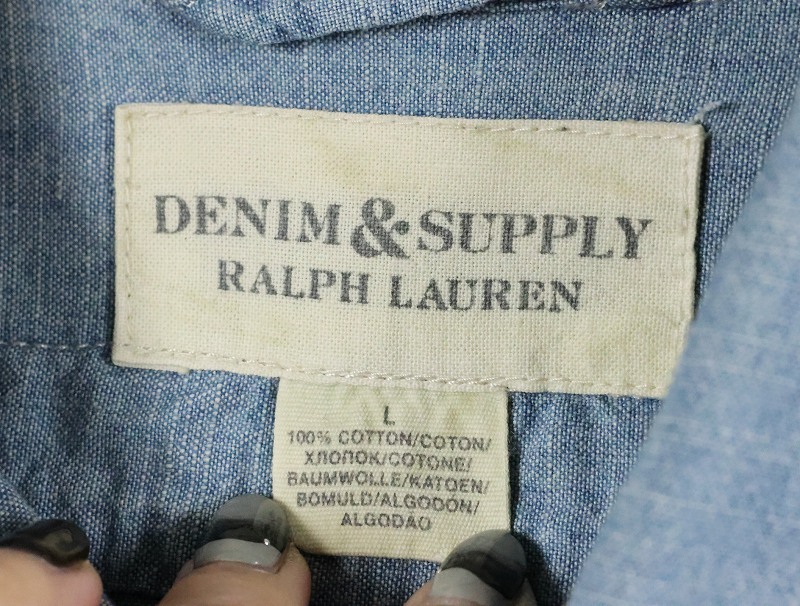 DENIM & SUPPLY
RALPH LAUREN
L
100% COTTON/COTON/
ХЛОПОК/COTONE/
BAUMWOLLE/KATOEN/
BOMULD/ALGODÓN/
ALGODÃO